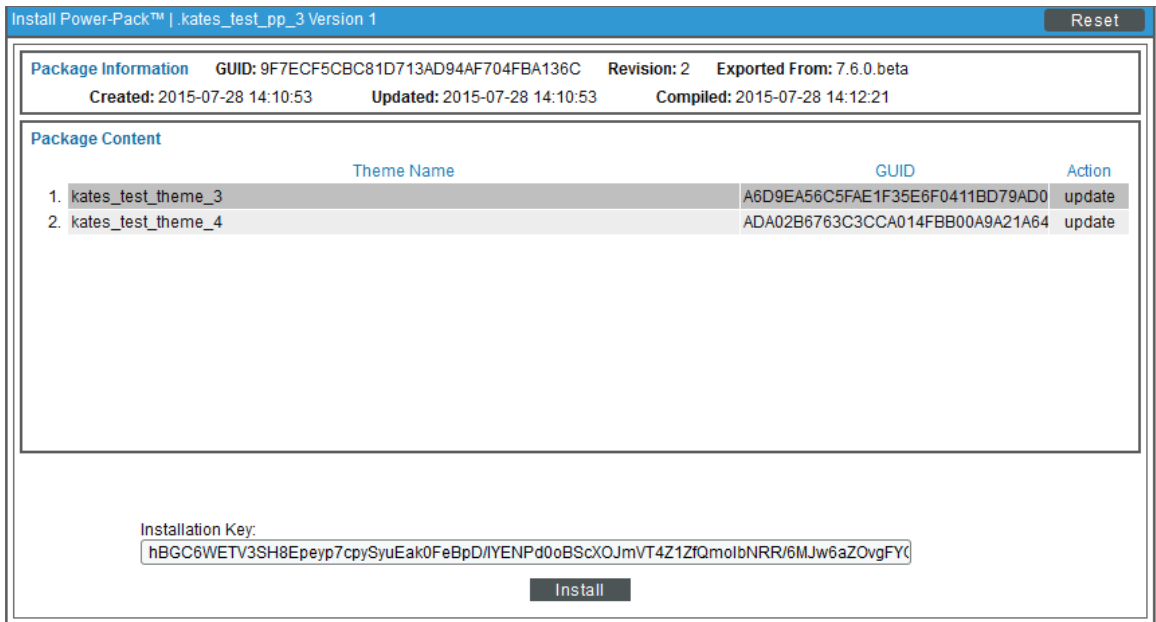 Install Power-Pack™ | .kates_test_pp_3 Version 1 Reset
Package Information GUID: 9F7ECF5CBC81D713AD94AF704FBA136C Revision: 2 Exported From: 7.6.0.beta
Created: 2015-07-28 14:10:53 Updated: 2015-07-28 14:10:53 Compiled: 2015-07-28 14:12:21
Package Content
Theme Name GUID Action
1. kates_test_theme_3 A6D9EA56C5FAE1F35E6F0411BD79AD0 update
2. kates_test_theme_4 ADA02B6763C3CCA014FBB00A9A21A64 update
Installation Key:
hBGC6WETV3SH8Epeyp7cpySyuEak0FeBpD/IYENPd0oBScXOJmVT4Z1ZfQmoIbNRR/6MJw6aZOvgFY(
Install